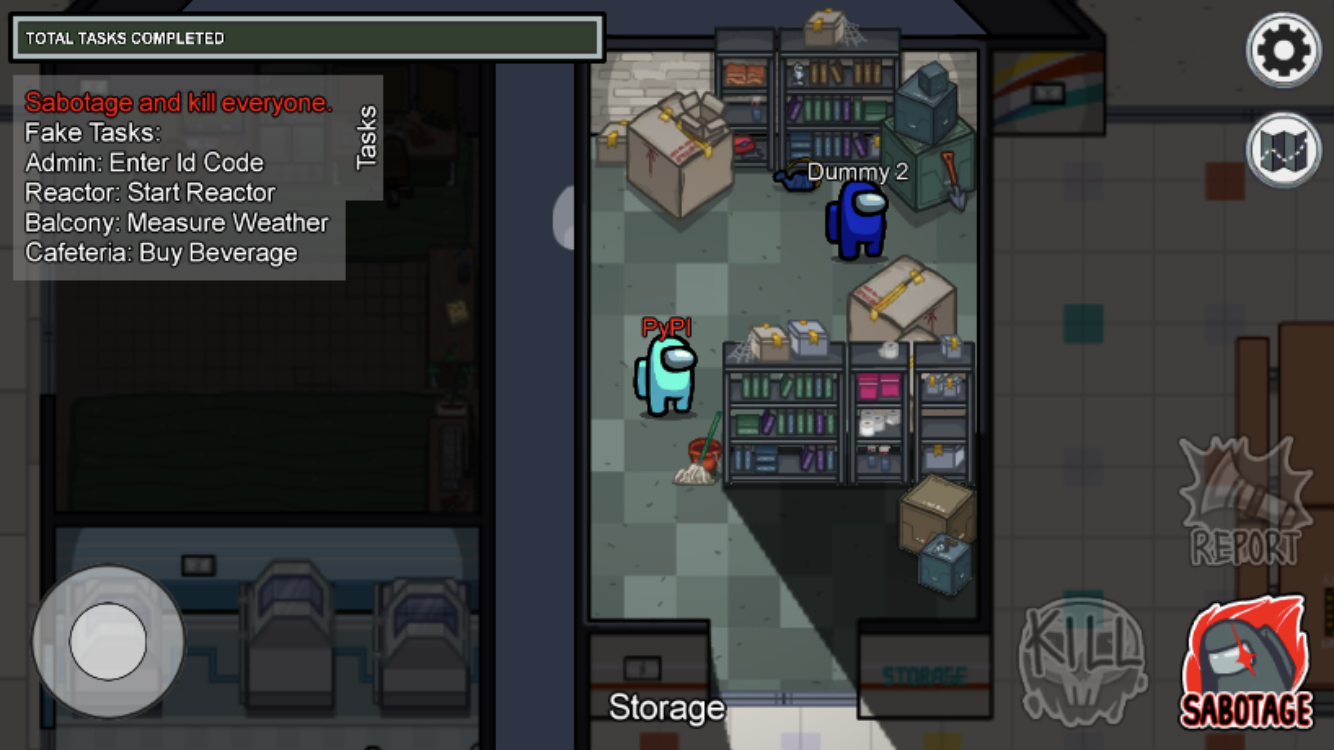 TOTAL TASKS COMPLETED
Sabotage and kill everyone.
Fake Tasks:
Admin: Enter Id Code
Reactor: Start Reactor
Balcony: Measure Weather
Cafeteria: Buy Beverage
Tasks
Dummy 2
PyPI
REPORT
KILL
SABOTAGE
STORAGE
Storage